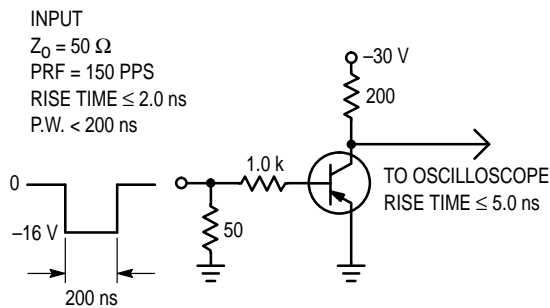 INPUT
Zo = 50 Ω
PRF = 150 PPS
RISE TIME ≤ 2.0 ns
P.W. < 200 ns
–30 V
200
1.0 k
TO OSCILLOSCOPE
RISE TIME ≤ 5.0 ns
0
50
–16 V
200 ns